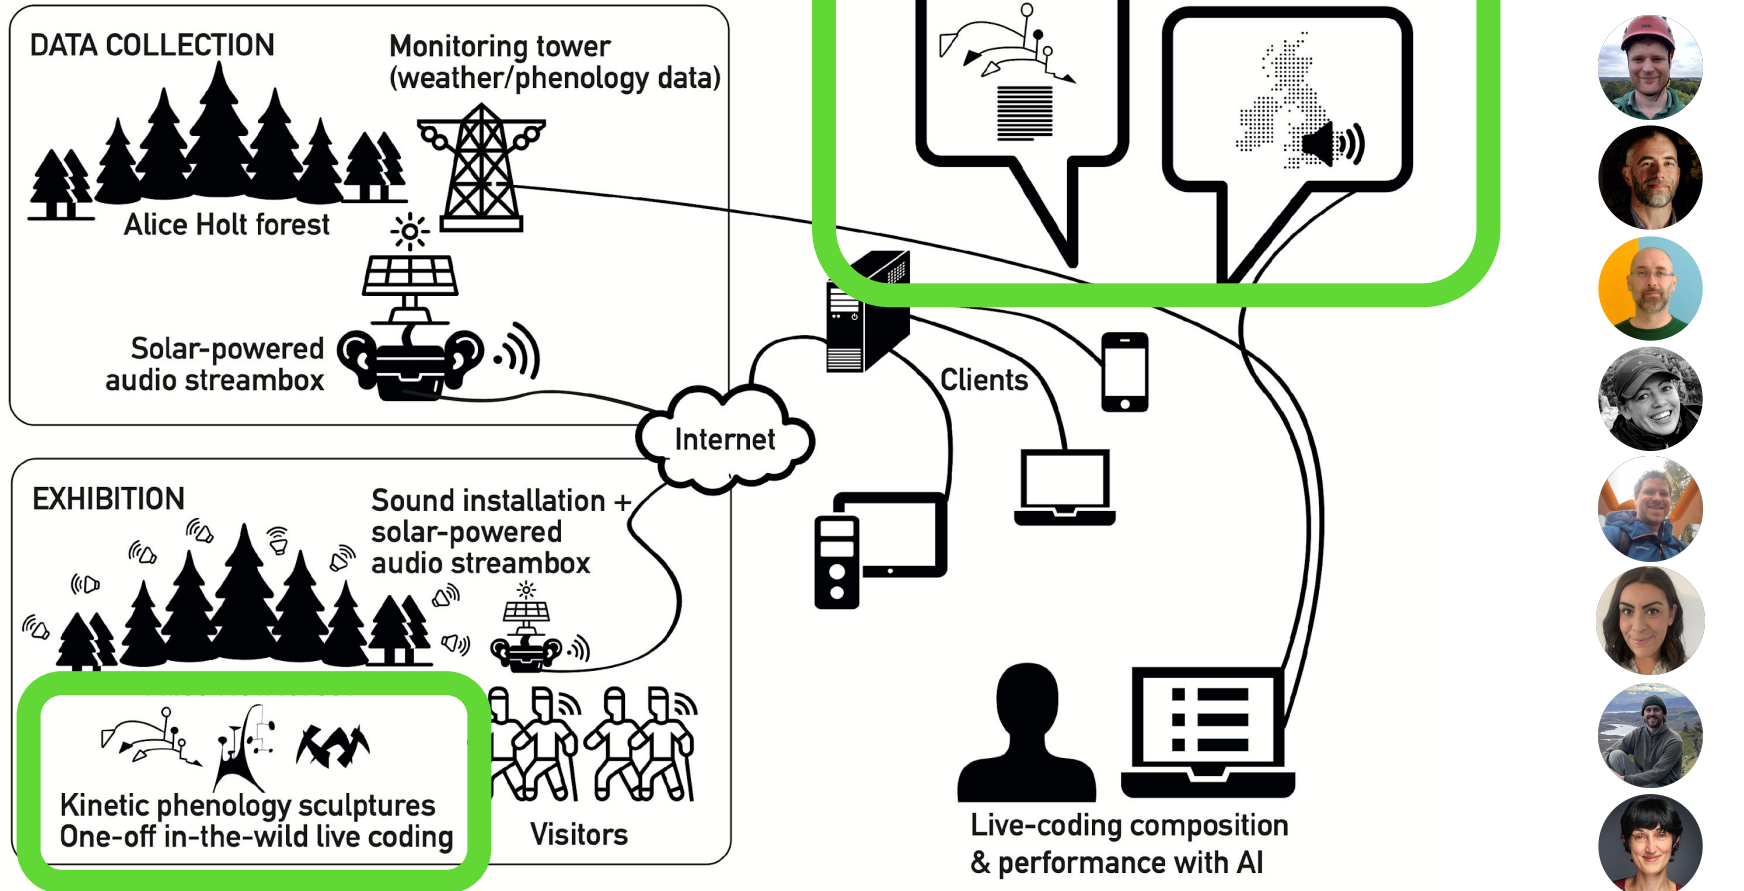 DATA COLLECTION
Monitoring tower
(weather/phenology data)
Alice Holt forest
Solar-powered
audio streambox
Internet
Clients
EXHIBITION
Sound installation +
solar-powered
audio streambox
Kinetic phenology sculptures
One-off in-the-wild live coding
Visitors
Live-coding composition
& performance with AI